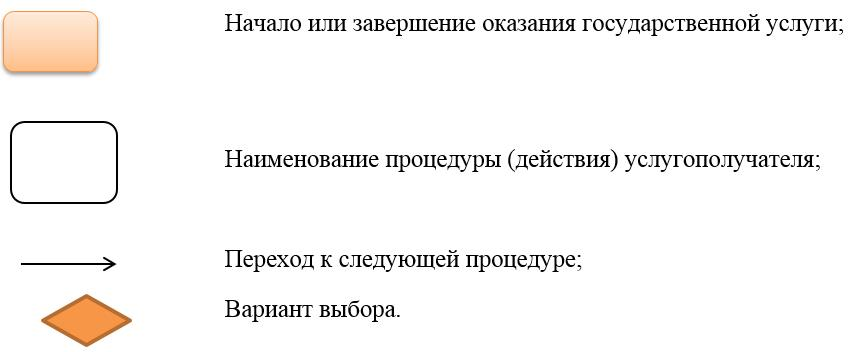 Начало или завершение оказания государственной услуги;
Наименование процедуры (действия) услугополучателя;
Переход к следующей процедуре;
Вариант выбора.